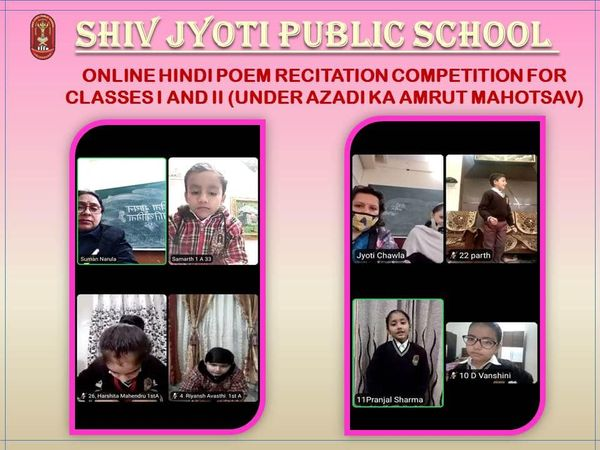 SHIV JYOTI PUBLIC SCHOOL
ONLINE HINDI POEM RECITATION COMPETITION FOR
CLASSES I AND II (UNDER AZADI KA AMRUT MAHOTSAV)
Suman Narula
Samarth 1 A 33
26, Harshita Mahendru 1stA
4 Riyansh Avasthi. 1st A
Jyoti Chawla
22 parth
11Pranjal Sharma
10 D Vanshini